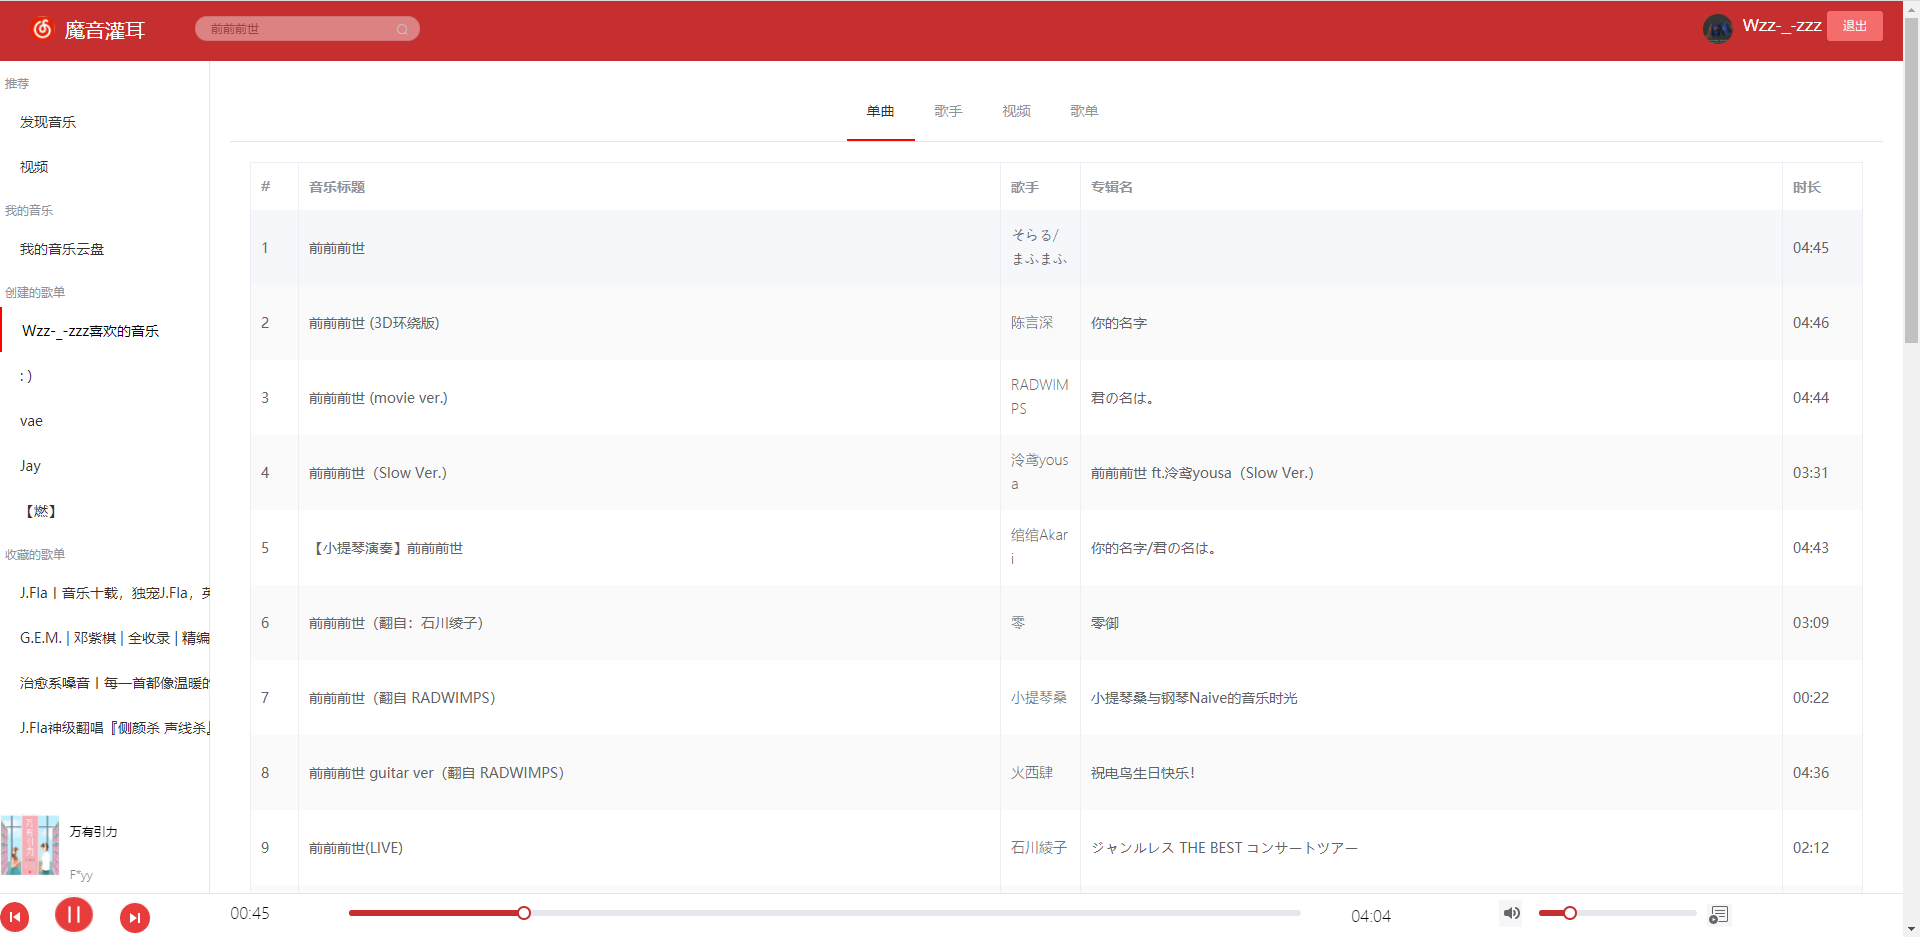 魔音灌耳
前前前世
Wzz-_-zzz
退出
推荐
发现音乐
视频
我的音乐
我的音乐云盘
创建的歌单
Wzz-_-zzz喜欢的音乐
: )
vae
Jay
【燃】
收藏的歌单
J.Fla丨音乐十载，独宠J.Fla，英
G.E.M. | 邓紫棋 | 全收录 | 精编
治愈系嗓音丨每一首都像温暖的
J.Fla神级翻唱『侧颜杀 声线杀』
单曲 歌手 视频 歌单
# 音乐标题 歌手 专辑名 时长
1 前前前世 そらる/まふまふ 04:45
2 前前前世 (3D环绕版) 陈言深 你的名字 04:46
3 前前前世 (movie ver.) RADWIMPS 君の名は。 04:44
4 前前前世（Slow Ver.） 泠鸢yousa 前前前世 ft.泠鸢yousa（Slow Ver.） 03:31
5 【小提琴演奏】前前前世 绾绾Akari 你的名字/君の名は。 04:43
6 前前前世（翻自：石川绫子） 零 零御 03:09
7 前前前世（翻自 RADWIMPS） 小提琴桑 小提琴桑与钢琴Naive的音乐时光 00:22
8 前前前世 guitar ver（翻自 RADWIMPS） 火西肆 祝电鸟生日快乐！ 04:36
9 前前前世(LIVE) 石川綾子 ジャンルレス THE BEST コンサートツアー 02:12
万有引力
万有引力
F*yy
00:45
04:04